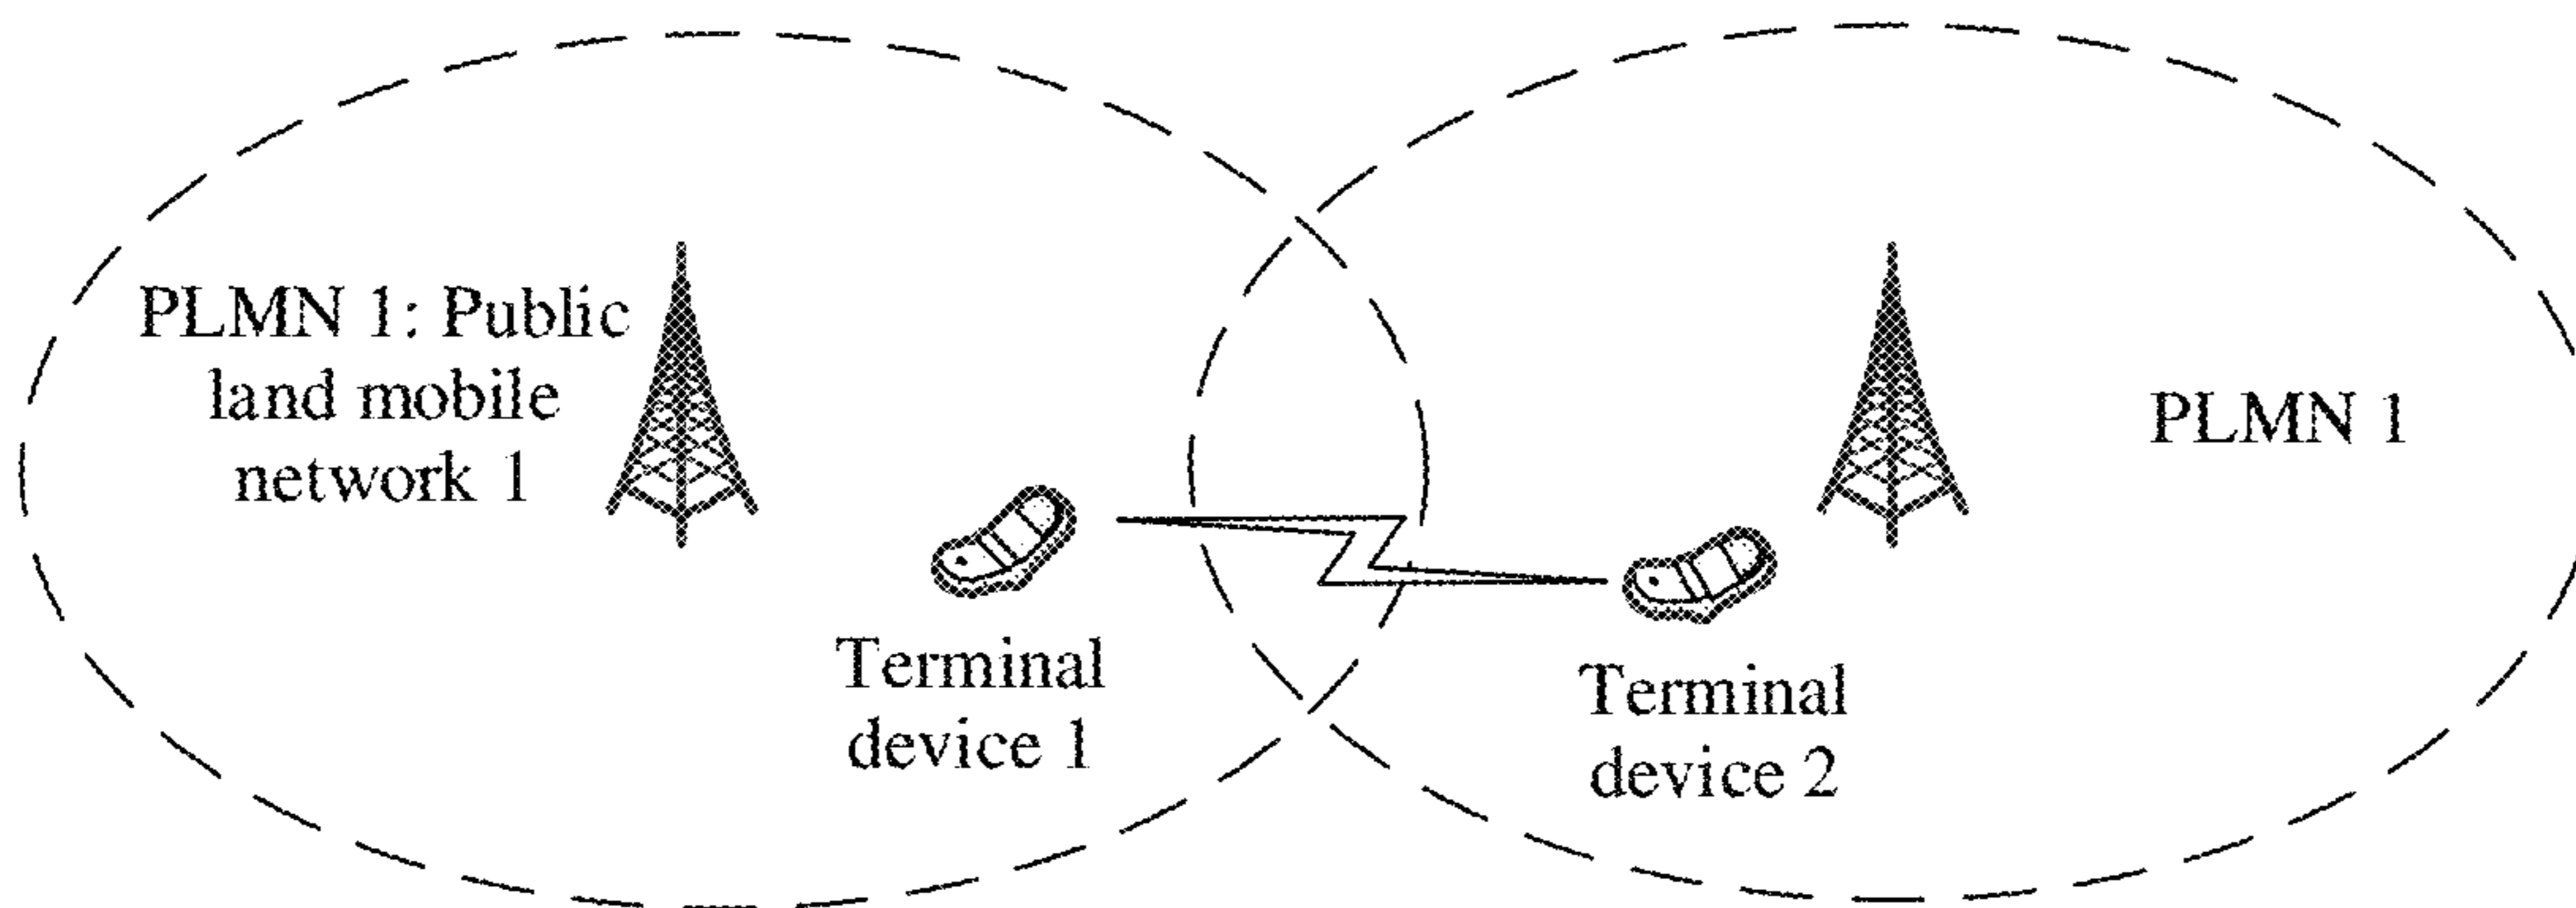 PLMN 1: Public
land mobile
network 1
PLMN 1
Terminal
device 1
Terminal
device 2